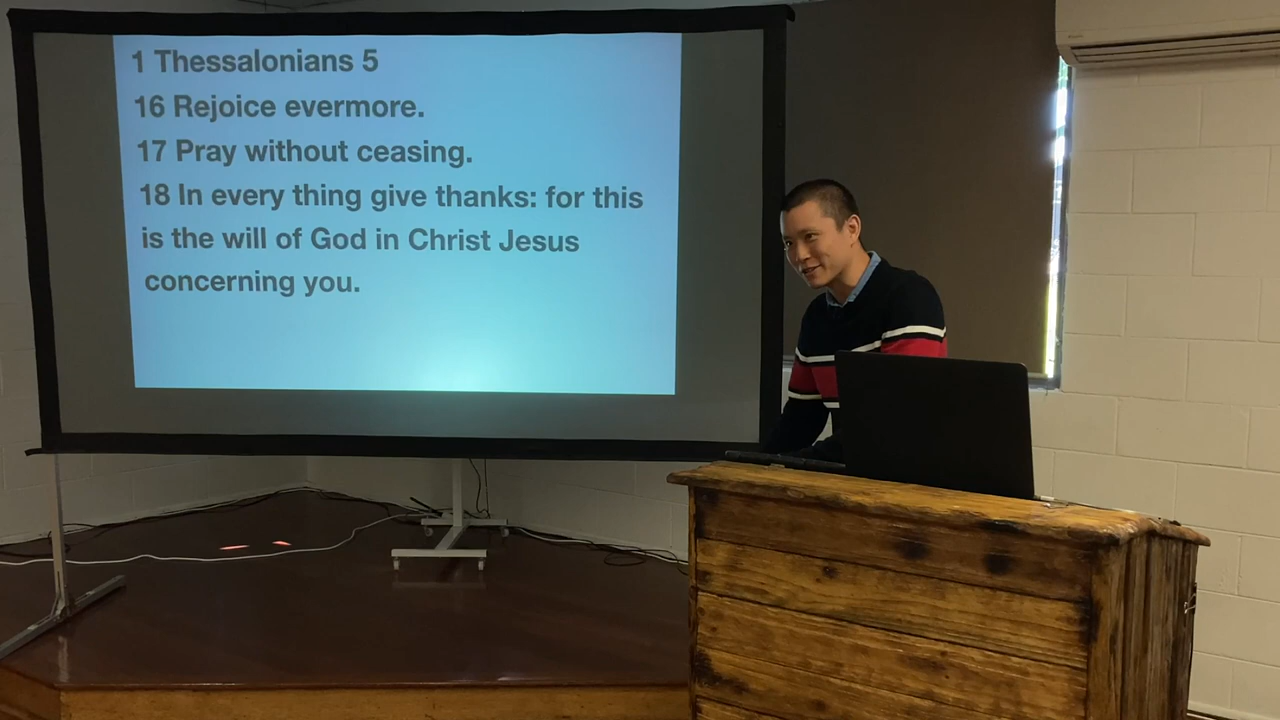 1 Thessalonians 5
16 Rejoice evermore.
17 Pray without ceasing.
18 In every thing give thanks: for this
is the will of God in Christ Jesus
concerning you.